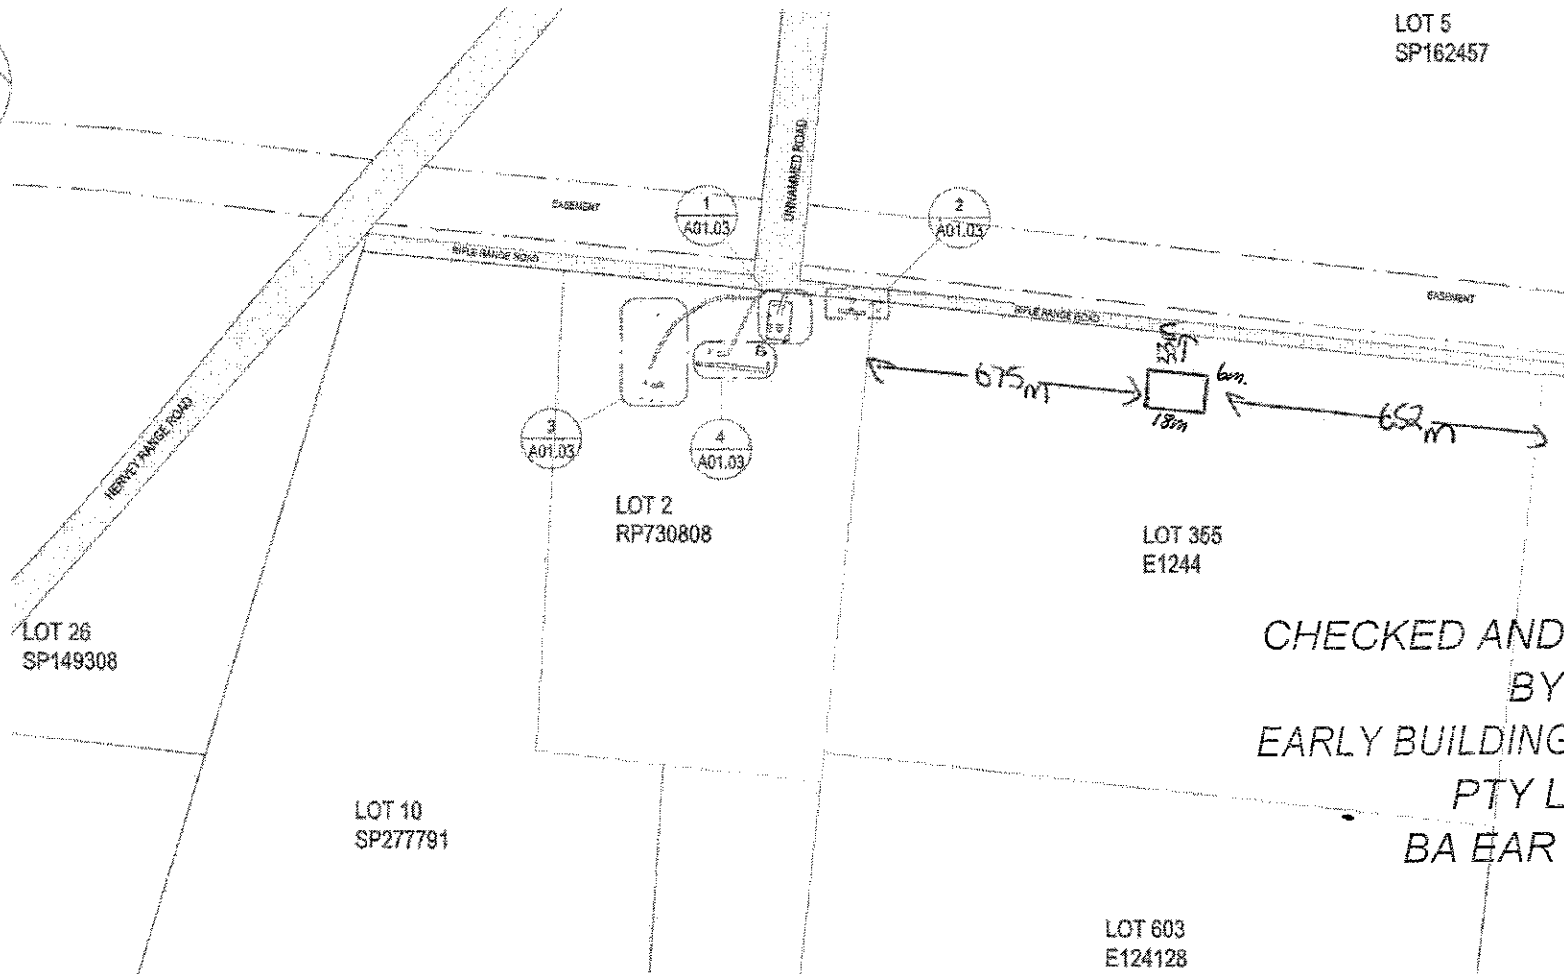 LOT 5
SP162457
UNNAMMED ROAD
EASEMENT
1
A01.03
2
A01.03
RIFLE RANGE ROAD
EASEMENT
RIFLE RANGE ROAD
6m.
675m
18m
652m
HERVEY RANGE ROAD
3
A01.03
4
A01.03
LOT 2
RP730808
LOT 355
E1244
LOT 26
SP149308
CHECKED AND
BY
EARLY BUILDING
PTY L
BA EAR
LOT 10
SP277791
LOT 603
E124128